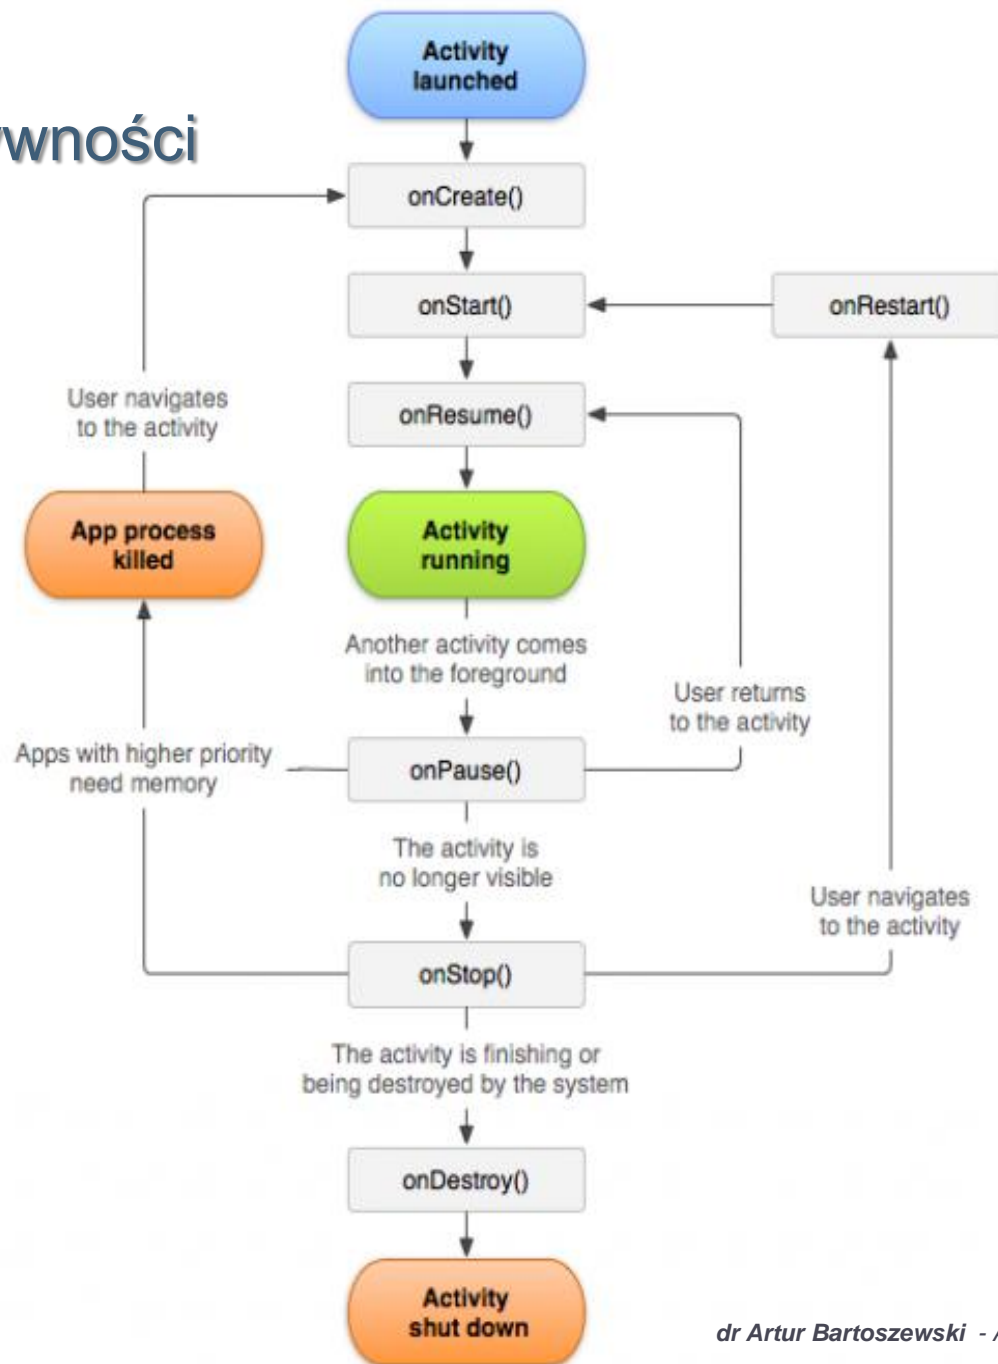 Activity
launched
wności
onCreate()
onStart()
onRestart()
onResume()
User navigates
to the activity
App process
killed
Activity
running
Another activity comes
into the foreground
User returns
to the activity
Apps with higher priority
need memory
onPause()
The activity is
no longer visible
User navigates
to the activity
onStop()
The activity is finishing or
being destroyed by the system
onDestroy()
Activity
shut down
dr Artur Bartoszewski - A